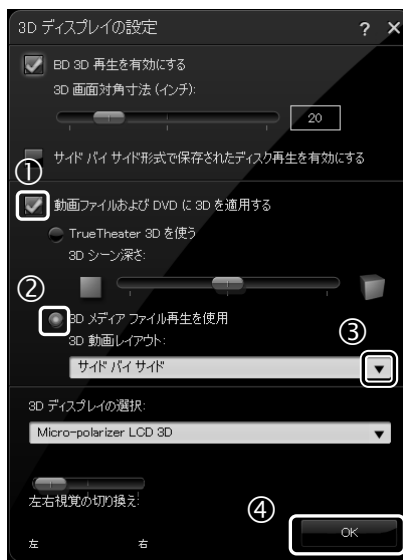 3D ディスプレイの設定
? ×
BD 3D 再生を有効にする
3D 画面対角寸法(インチ):
20
サイド バイ サイド形式で保存されたディスク再生を有効にする
①
動画ファイルおよび DVD に 3D を適用する
TrueTheater 3D を使う
3D シーン深さ:
②
3D メディア ファイル再生を使用
③
3D 動画レイアウト:
サイド バイ サイド
3D ディスプレイの選択:
Micro-polarizer LCD 3D
左右視覚の切り換え:
④
左 右
OK